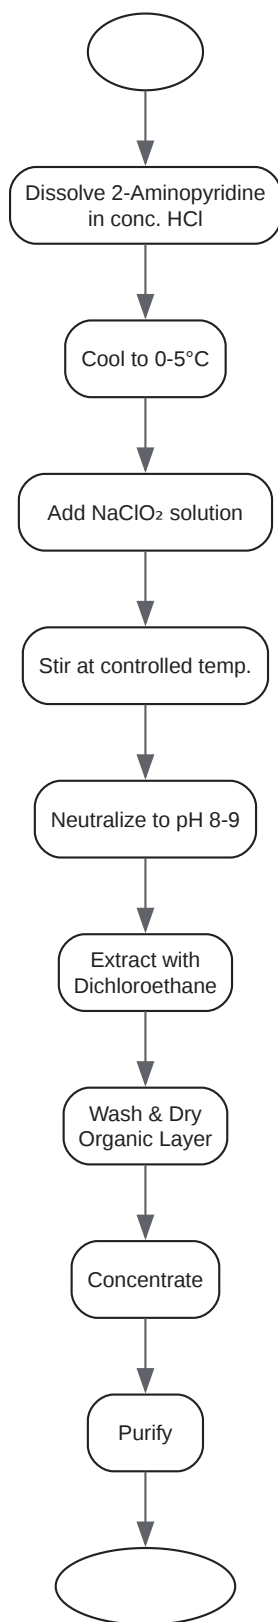 Dissolve 2-Aminopyridine
in conc. HCl
Cool to 0-5°C
Add NaClO₂ solution
Stir at controlled temp.
Neutralize to pH 8-9
Extract with
Dichloroethane
Wash & Dry
Organic Layer
Concentrate
Purify